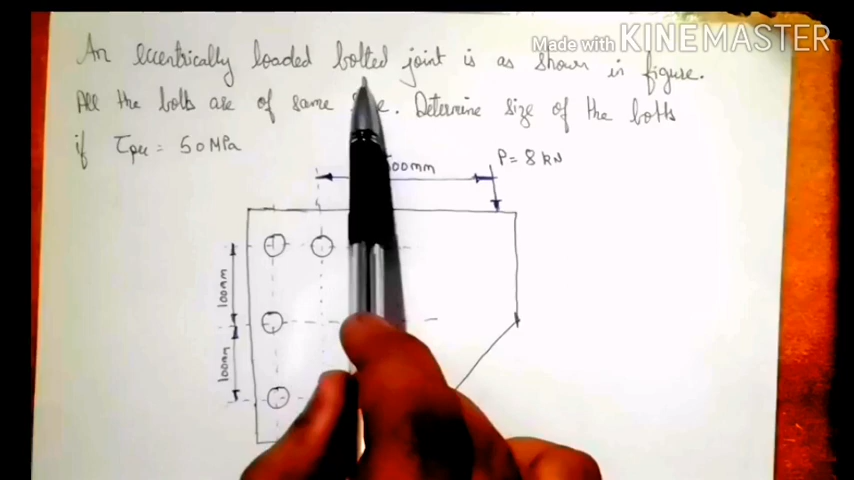 Made with KINEMASTER
An eccentrically loaded bolted joint is as shown in figure.
All the bolts are of same Determine size of the bolts
if τper = 50 MPa
P = 8 kN
100mm
100mm